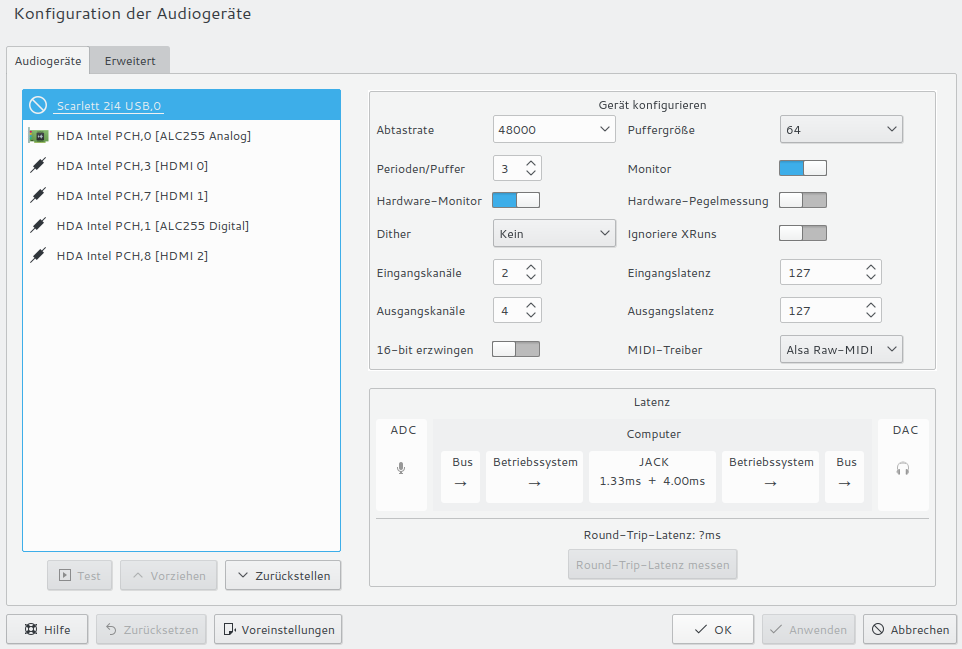 Konfiguration der Audiogeräte
Audiogeräte
Erweitert
Scarlett 2i4 USB,0
HDA Intel PCH,0 [ALC255 Analog]
HDA Intel PCH,3 [HDMI 0]
HDA Intel PCH,7 [HDMI 1]
HDA Intel PCH,1 [ALC255 Digital]
HDA Intel PCH,8 [HDMI 2]
Test
Vorziehen
Zurückstellen
Gerät konfigurieren
Abtastrate 48000 Puffergröße 64
Perioden/Puffer 3 Monitor
Hardware-Monitor Hardware-Pegelmessung
Dither Kein Ignoriere XRuns
Eingangskanäle 2 Eingangslatenz 127
Ausgangskanäle 4 Ausgangslatenz 127
16-bit erzwingen MIDI-Treiber Alsa Raw-MIDI
Latenz
ADC
Computer
DAC
Bus
→
Betriebssystem
→
JACK
1.33ms + 4.00ms
Betriebssystem
→
Bus
→
Round-Trip-Latenz: ?ms
Round-Trip-Latenz messen
Hilfe
Zurücksetzen
Voreinstellungen
OK
Anwenden
Abbrechen